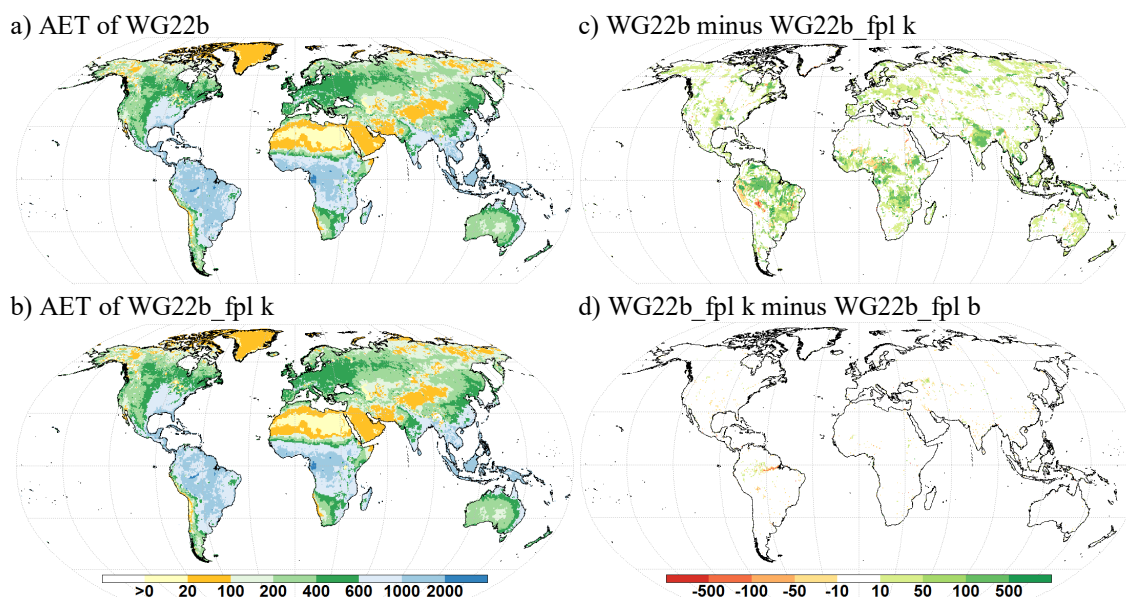 a) AET of WG22b
c) WG22b minus WG22b_fpl k
b) AET of WG22b_fpl k
d) WG22b_fpl k minus WG22b_fpl b
>0 20 100 200 400 600 1000 2000
-500 -100 -50 -10 10 50 100 500